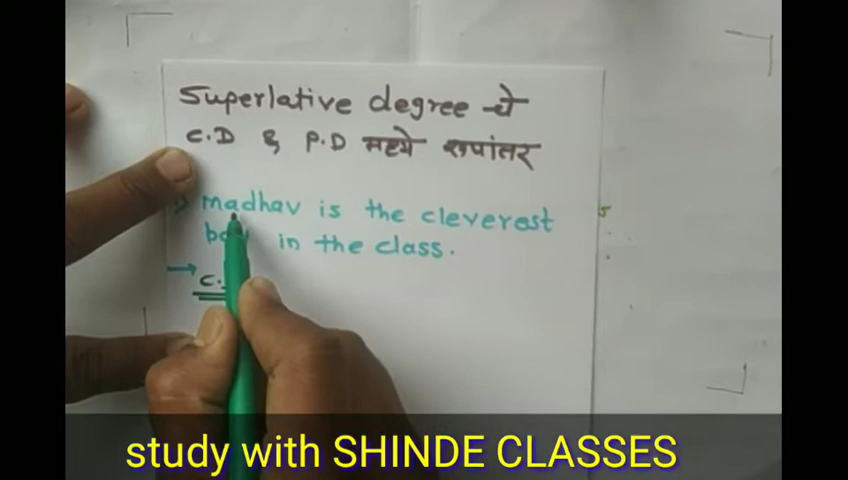 Superlative degree चे
C.D & P.D मध्ये रूपांतर
madhav is the cleverest
in the class.
→
study with SHINDE CLASSES